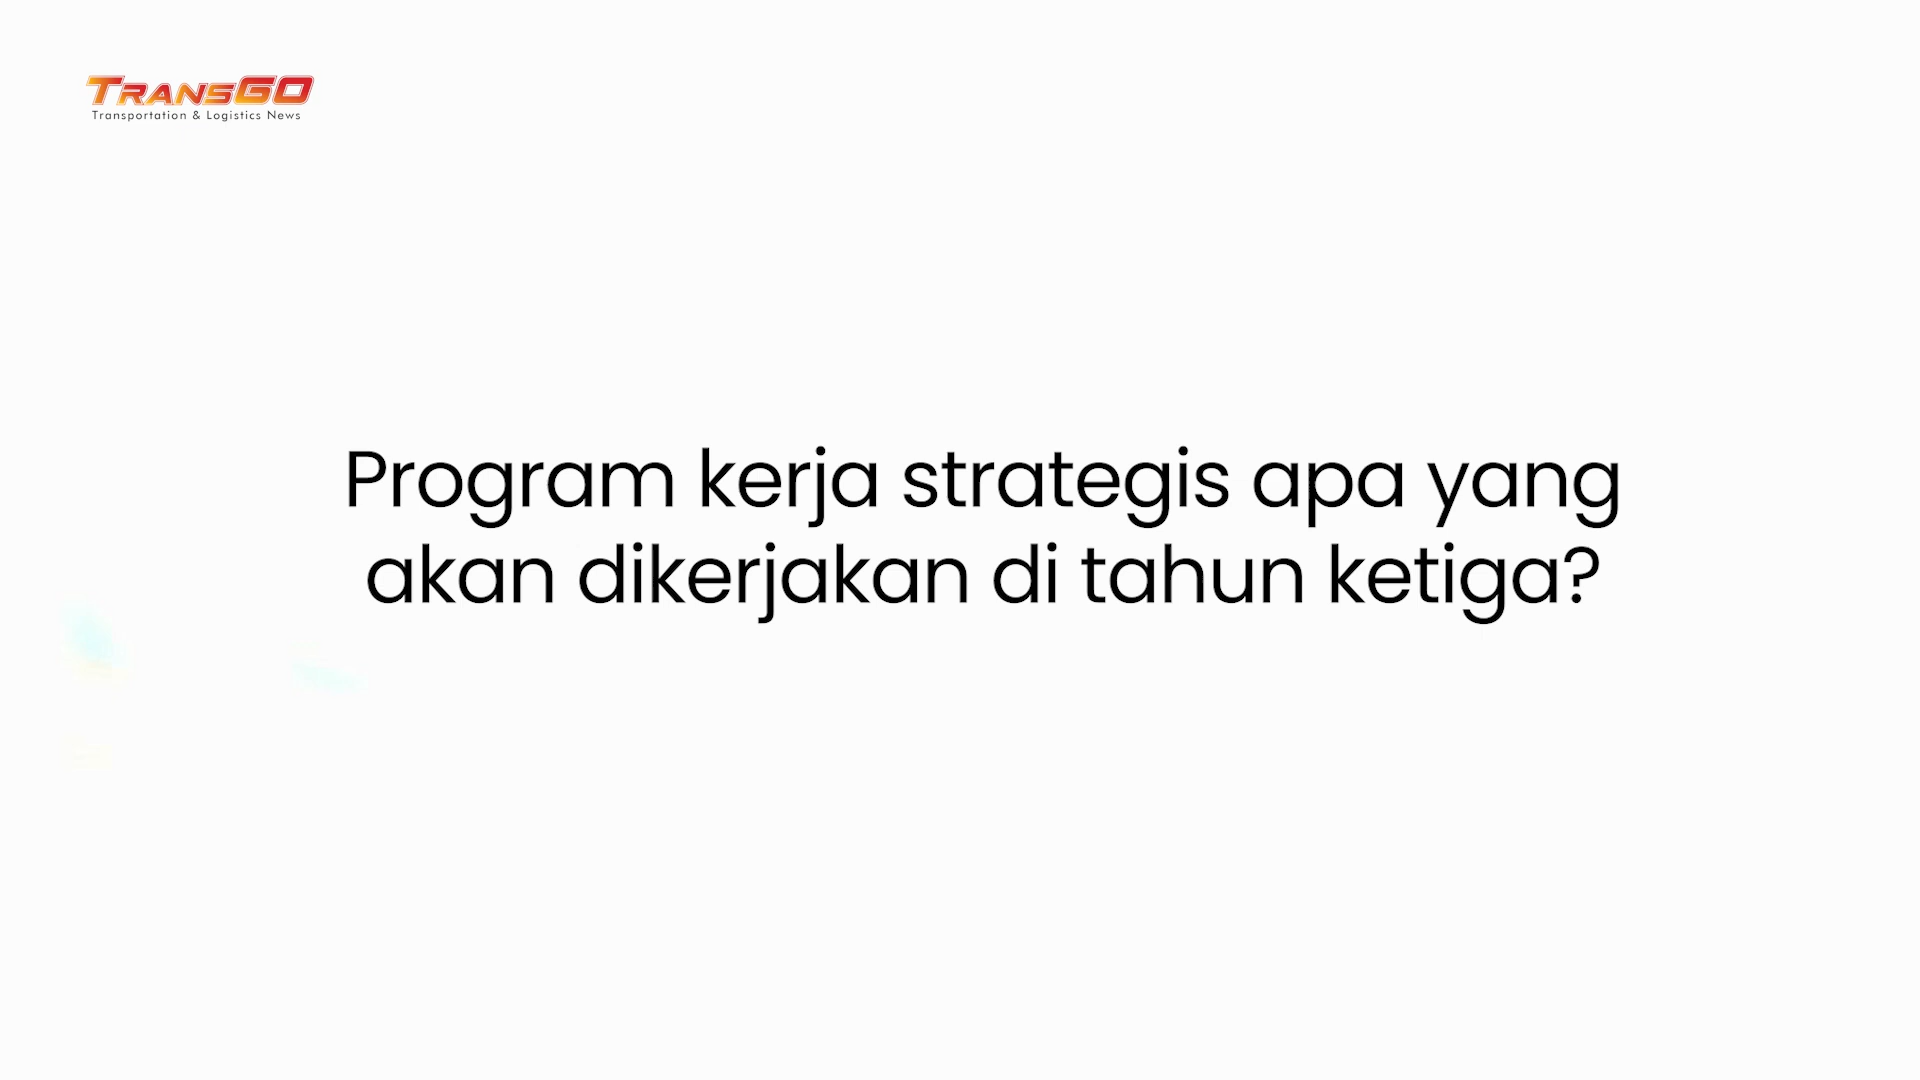 TRANSGO
Transportation & Logistics News
Program kerja strategis apa yang
akan dikerjakan di tahun ketiga?